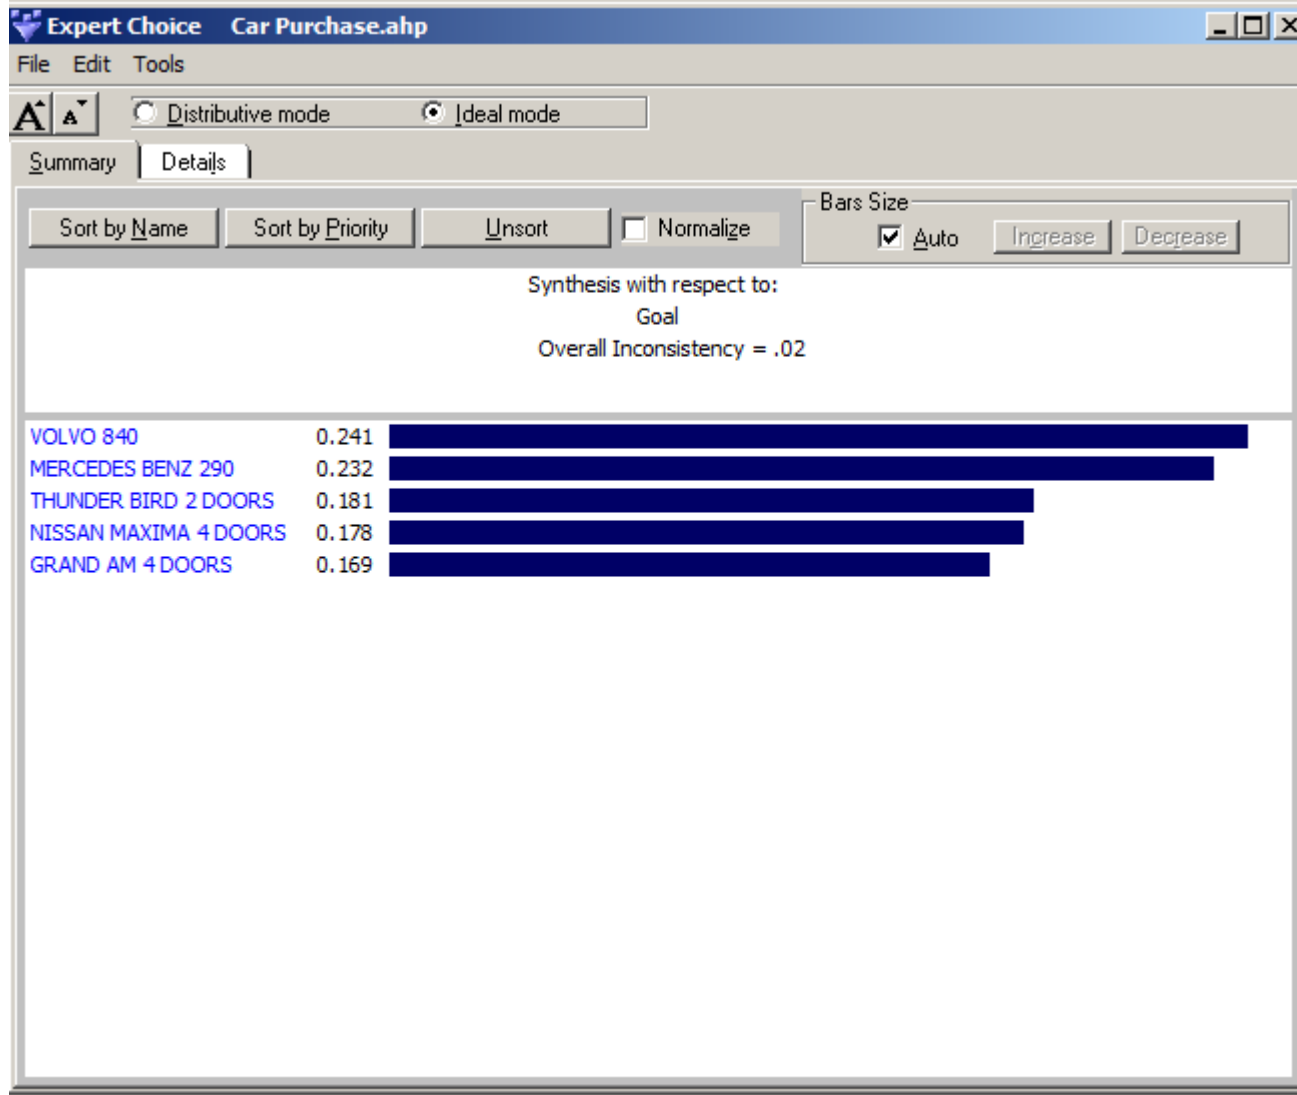 Expert Choice Car Purchase.ahp
File Edit Tools
A A Distributive mode Ideal mode
Summary Details
Bars Size
Sort by Name Sort by Priority Unsort Normalize Auto Increase Decrease
Synthesis with respect to:
Goal
Overall Inconsistency = .02
VOLVO 840 0.241
MERCEDES BENZ 290 0.232
THUNDER BIRD 2 DOORS 0.181
NISSAN MAXIMA 4 DOORS 0.178
GRAND AM 4 DOORS 0.169